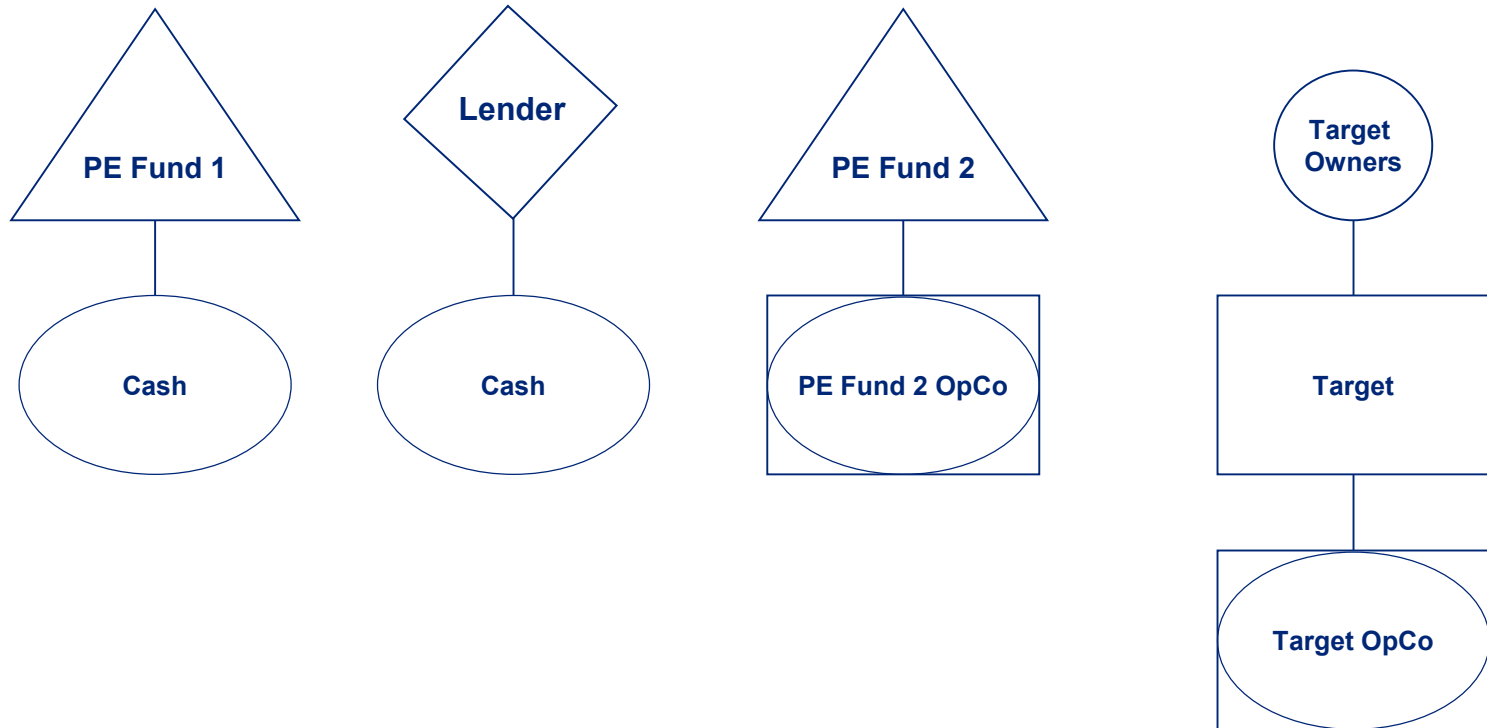 PE Fund 1
Lender
PE Fund 2
Target
Owners
Cash
Cash
PE Fund 2 OpCo
Target
Target OpCo